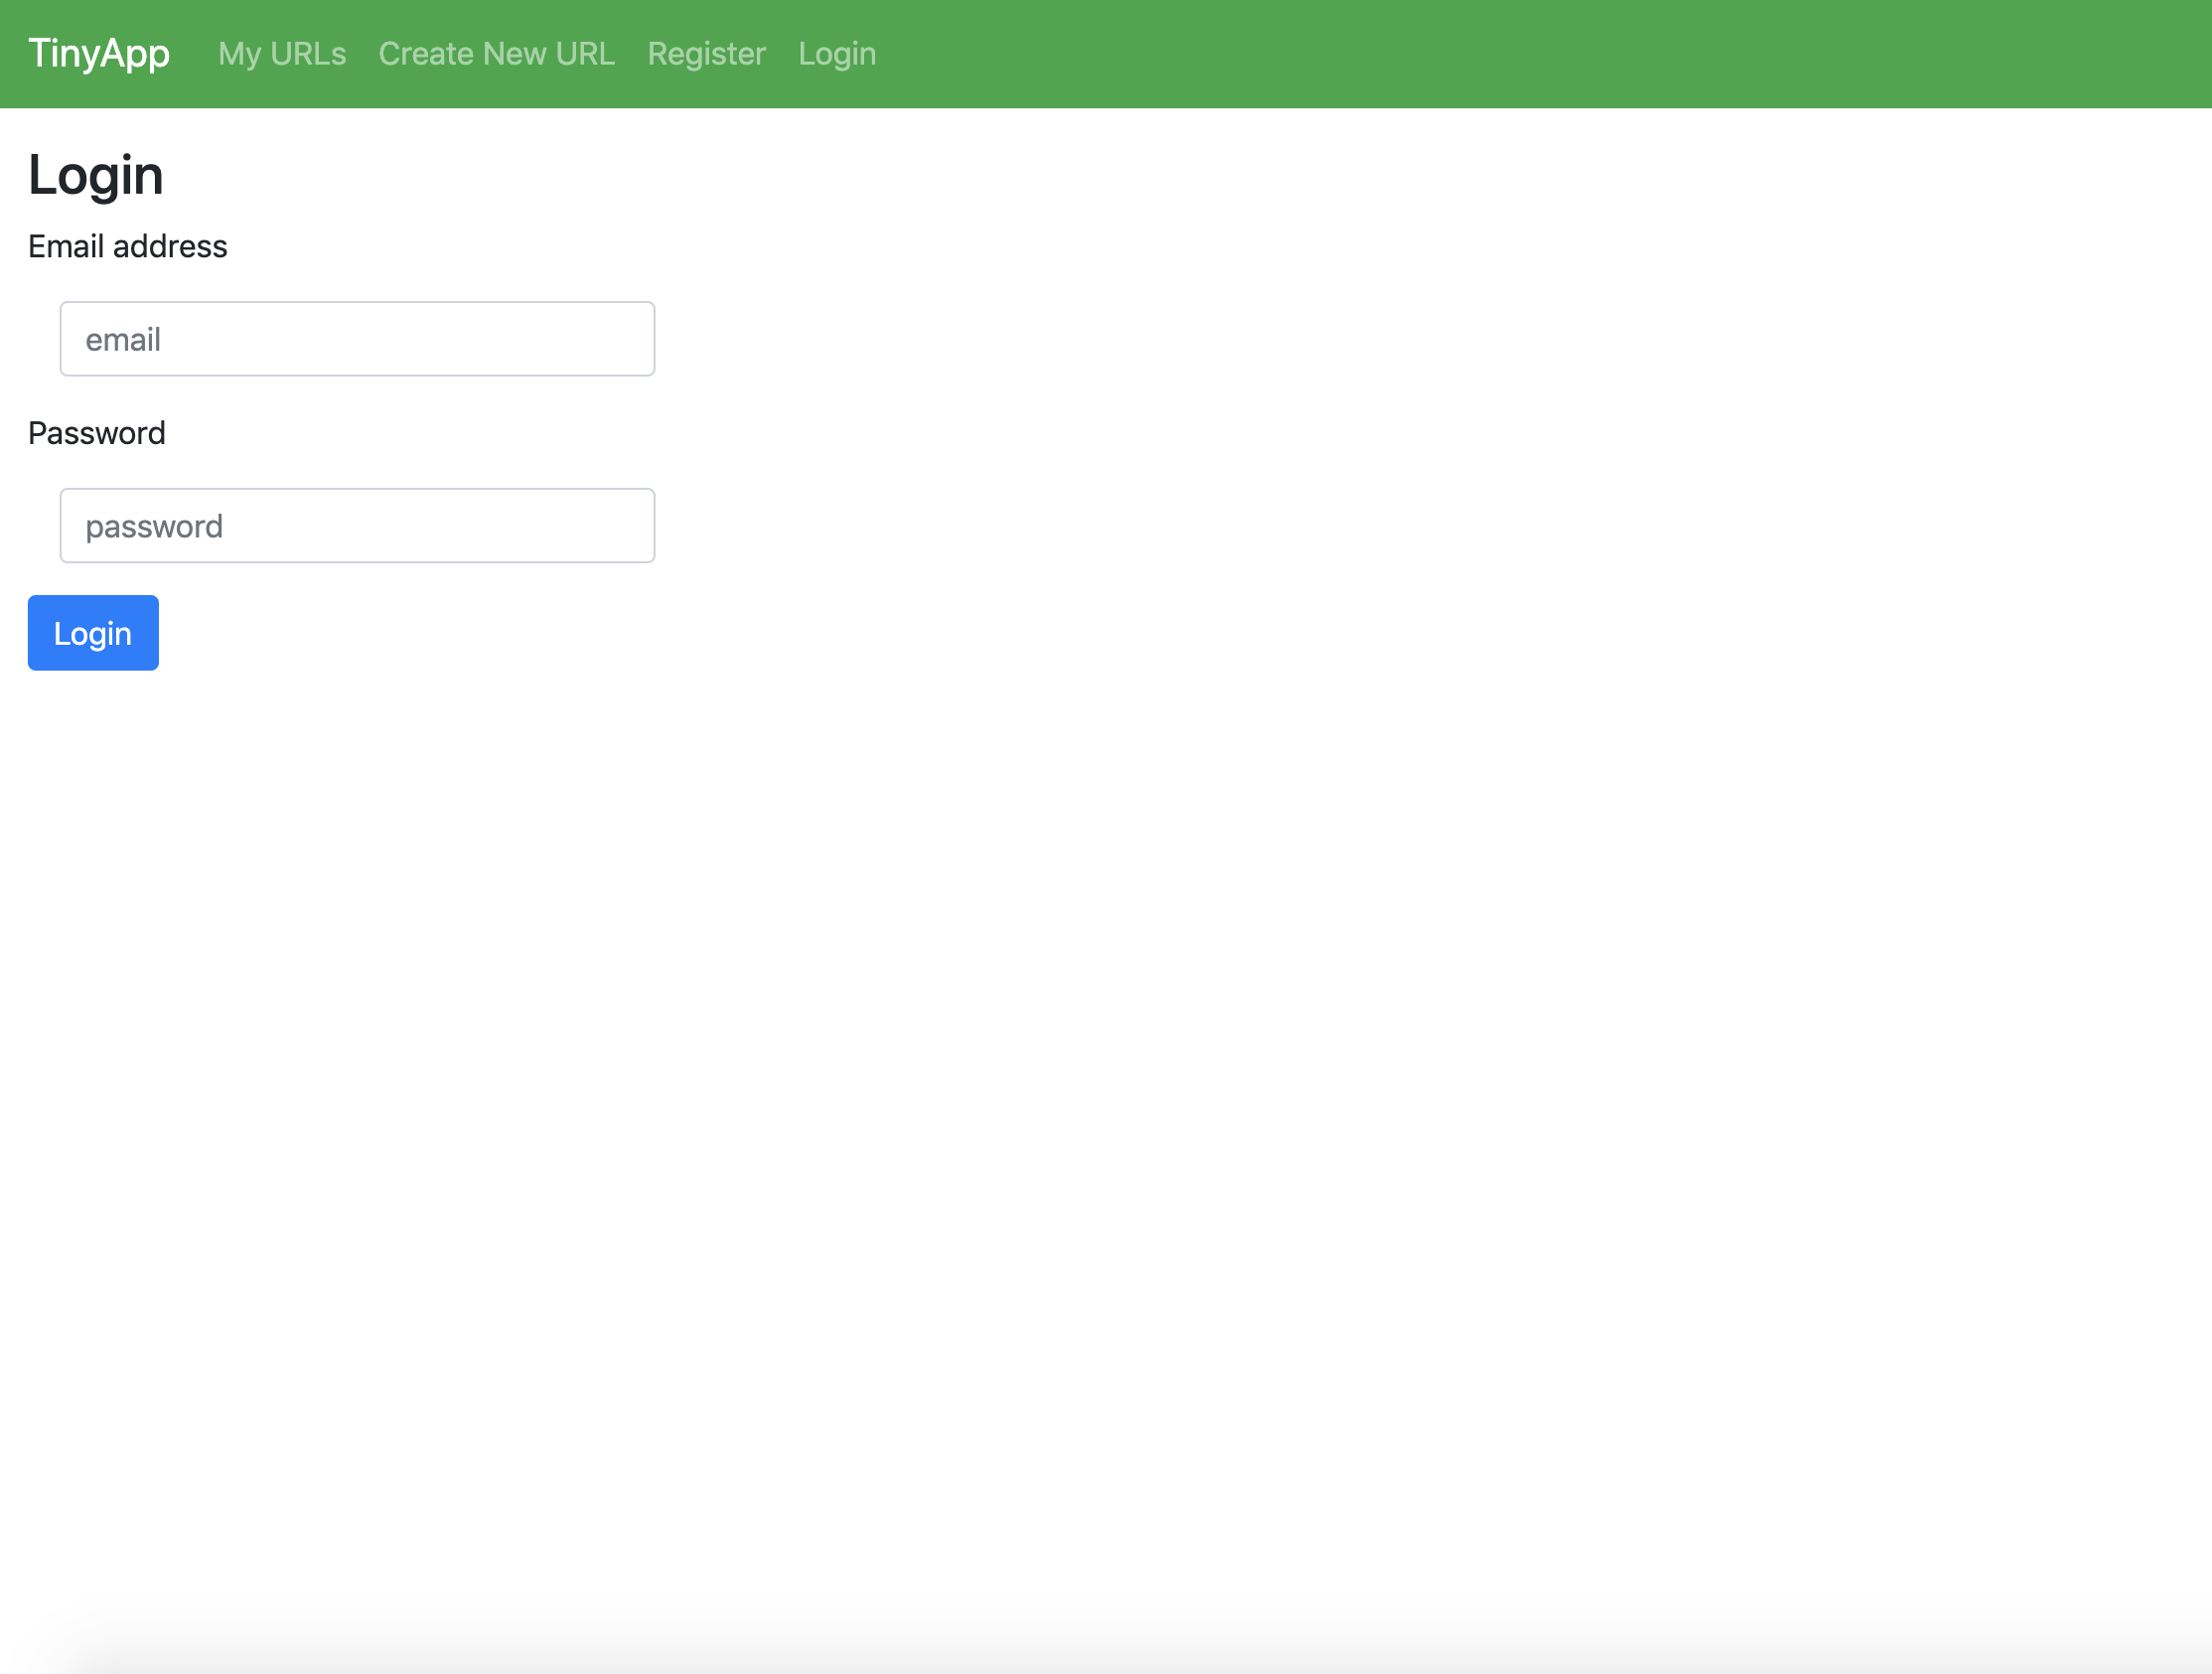 TinyApp My URLs Create New URL Register Login
Login
Email address
email
Password
password
Login